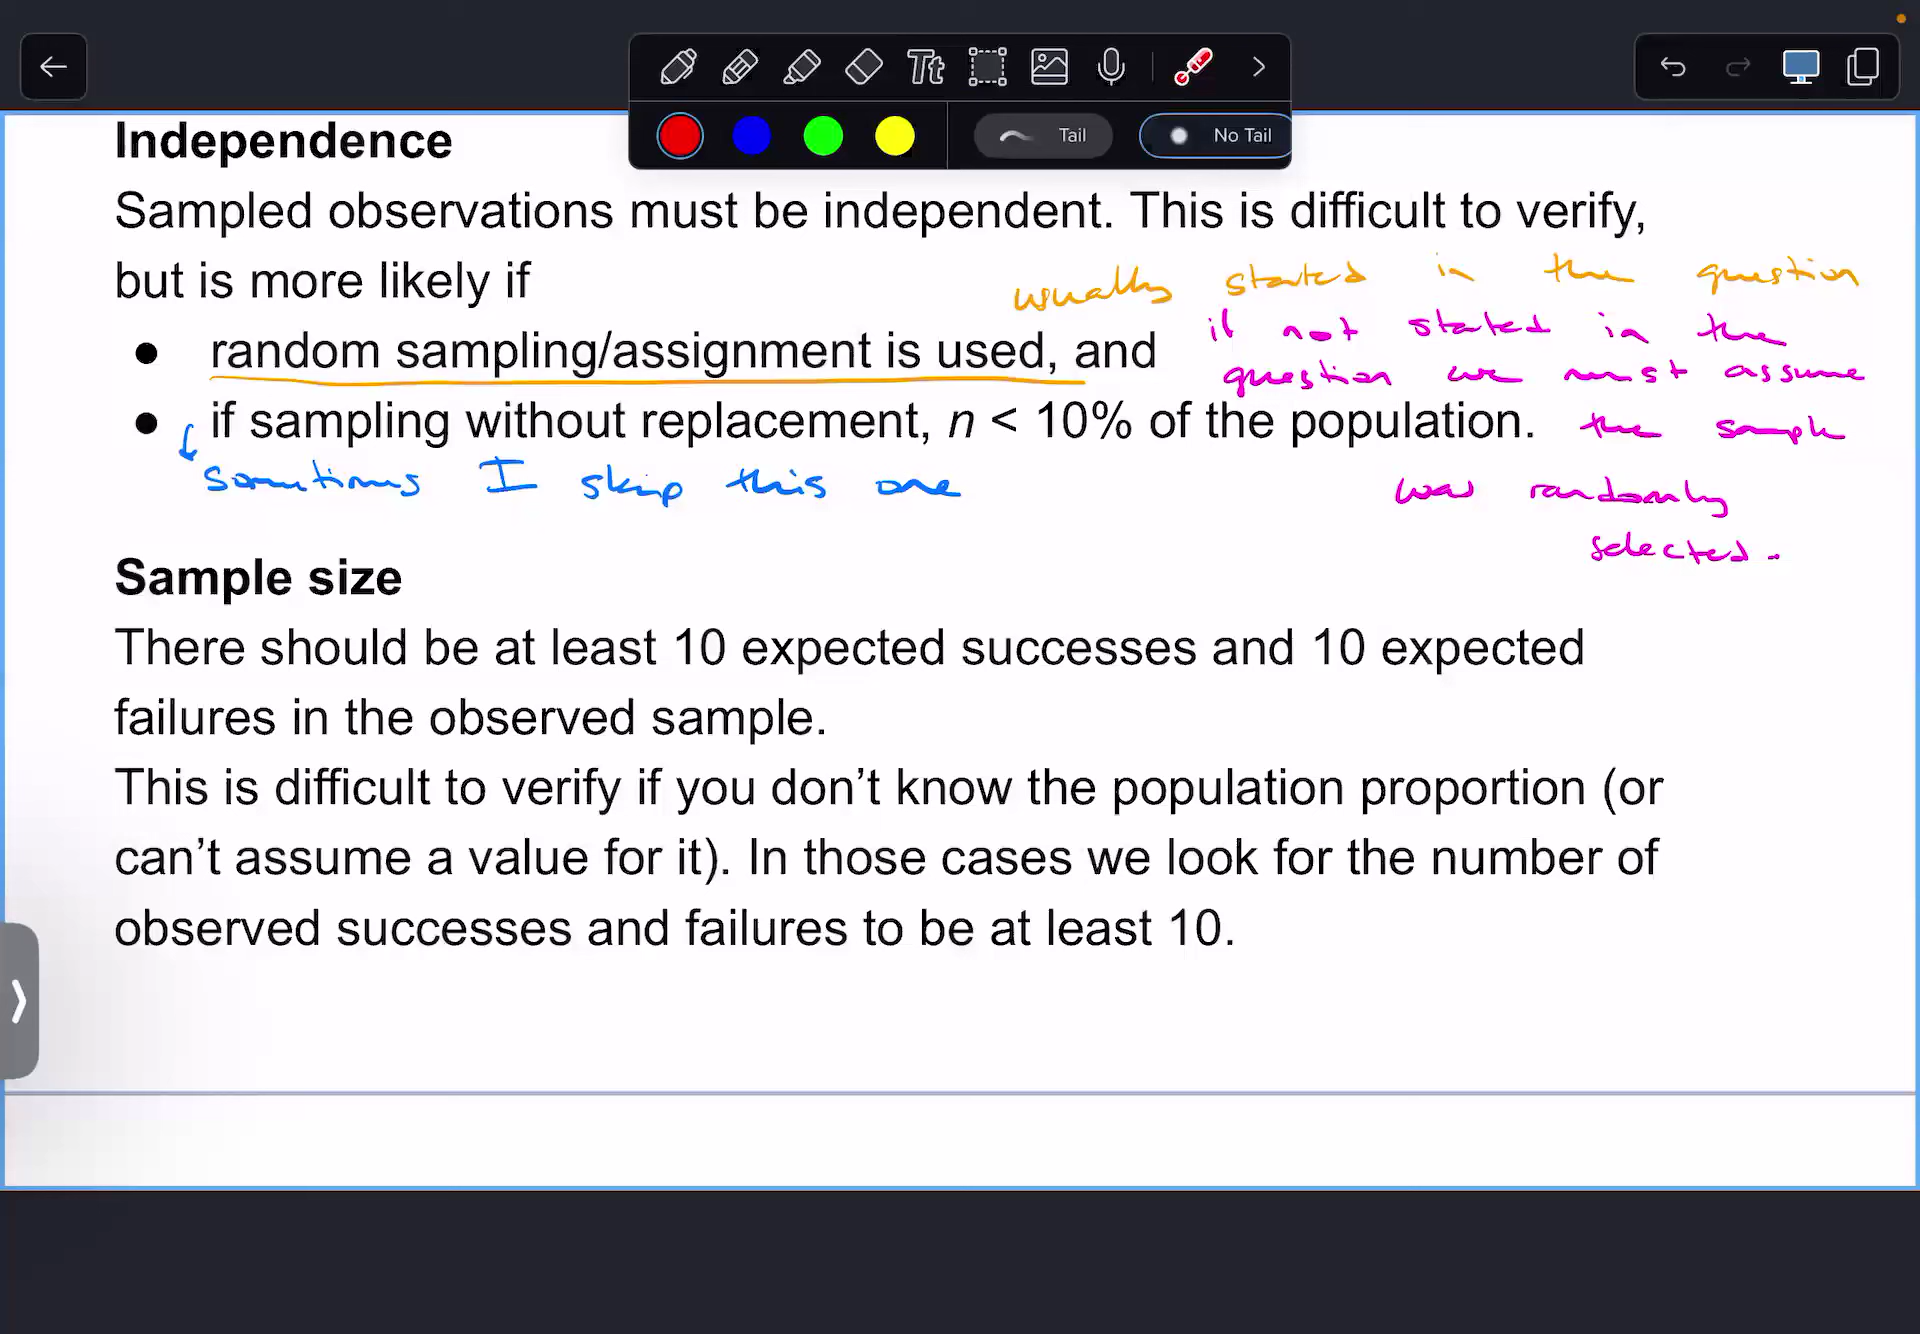 Tt
Tail
No Tail
Independence
Sampled observations must be independent. This is difficult to verify,
but is more likely if
usually started in the question
● random sampling/assignment is used, and
if not stated in the
question we must assume
● if sampling without replacement, n < 10% of the population.
the sample
sometimes I skip this one
was randomly
selected.
Sample size
There should be at least 10 expected successes and 10 expected
failures in the observed sample.
This is difficult to verify if you don’t know the population proportion (or
can’t assume a value for it). In those cases we look for the number of
observed successes and failures to be at least 10.